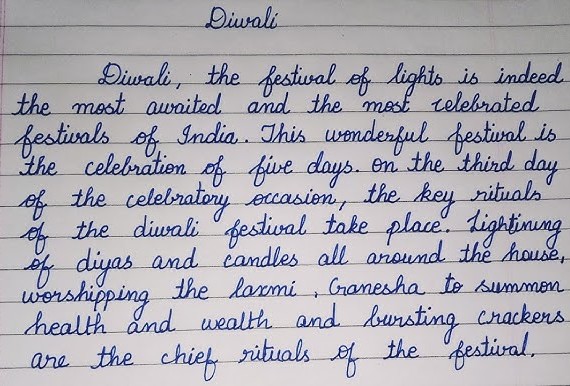 Diwali
Diwali, the festival of lights is indeed
the most awaited and the most celebrated
festivals of India. This wonderful festival is
the celebration of five days. on the third day
of the celebratory occasion, the key rituals
of the diwali festival take place. Lightining
of diyas and candles all around the house,
worshipping the laxmi, Ganesha to summon
health and wealth and bursting crackers
are the chief rituals of the festival.